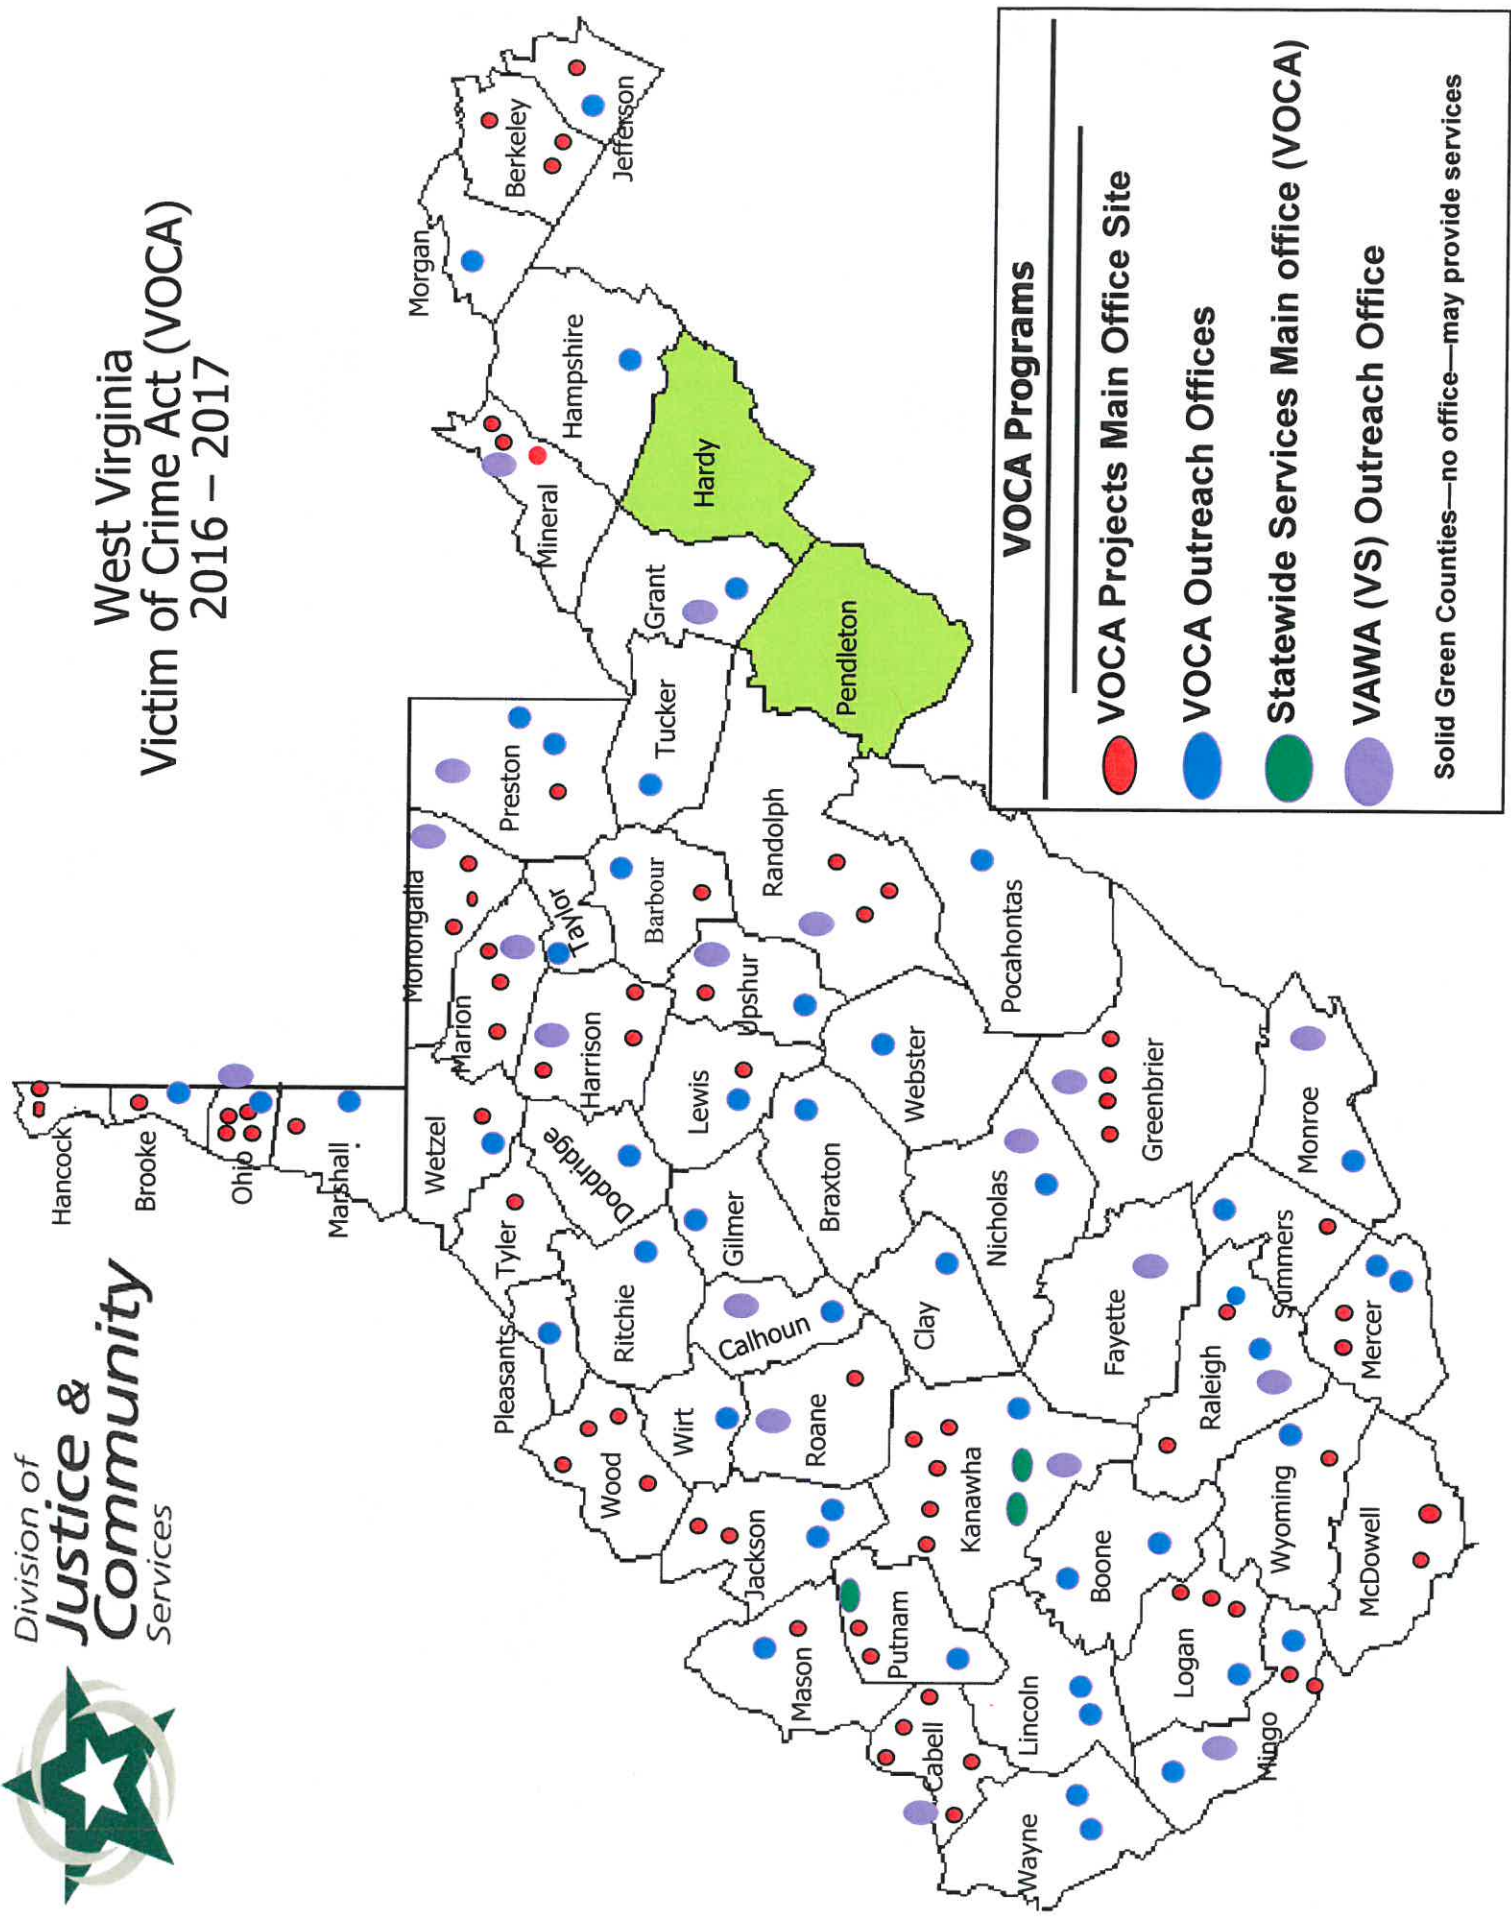 Division of
Justice &
Community
Services
West Virginia
Victim of Crime Act (VOCA)
2016 – 2017
Hancock
Brooke
Ohio
Marshall
Wetzel
Monongalia
Marion
Preston
Morgan
Berkeley
Jefferson
Mineral
Hampshire
Tyler
Pleasants
Doddridge
Harrison
Taylor
Barbour
Tucker
Grant
Hardy
Wood
Ritchie
Wirt
Gilmer
Lewis
Upshur
Randolph
Pendleton
Calhoun
Jackson
Roane
Braxton
Webster
Mason
Putnam
Kanawha
Clay
Nicholas
Pocahontas
Cabell
Lincoln
Boone
Fayette
Greenbrier
Wayne
Logan
Raleigh
Summers
Monroe
Mingo
Wyoming
Mercer
McDowell
VOCA Programs
VOCA Projects Main Office Site
VOCA Outreach Offices
Statewide Services Main office (VOCA)
VAWA (VS) Outreach Office
Solid Green Counties—no office—may provide services